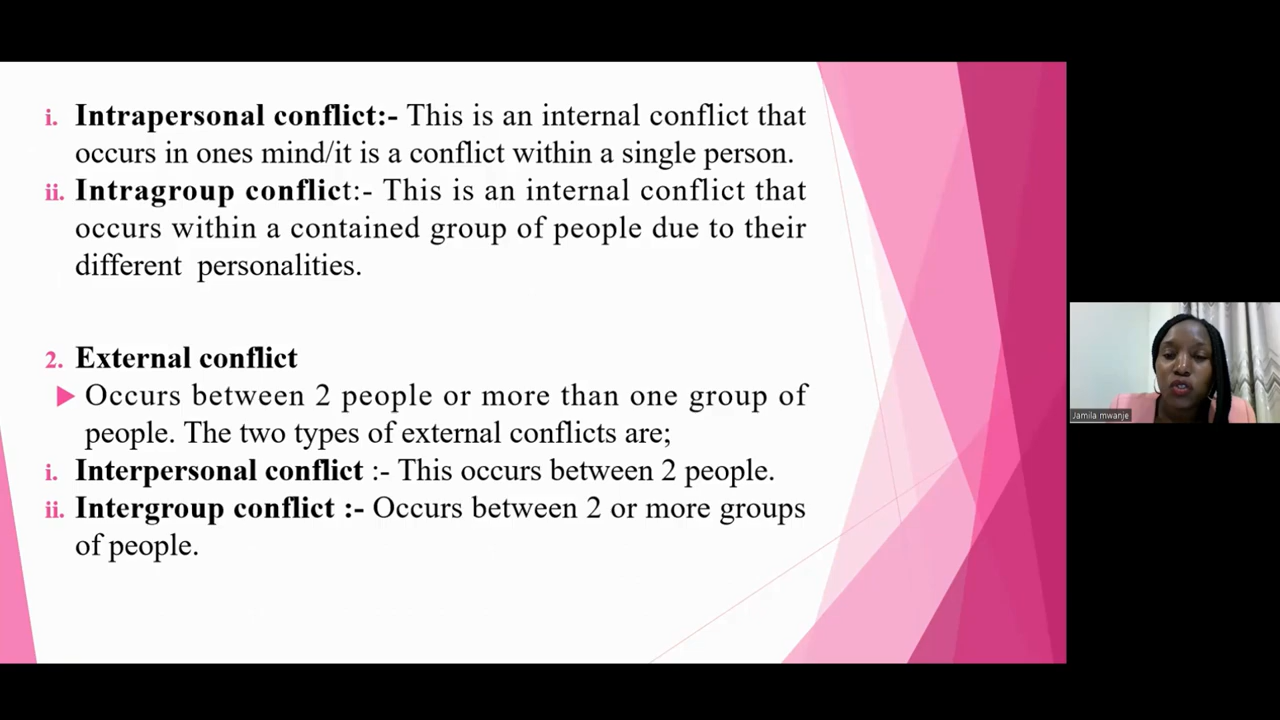 i. Intrapersonal conflict:- This is an internal conflict that
occurs in ones mind/it is a conflict within a single person.
ii. Intragroup conflict:- This is an internal conflict that
occurs within a contained group of people due to their
different personalities.
2. External conflict
Occurs between 2 people or more than one group of
people. The two types of external conflicts are;
i. Interpersonal conflict :- This occurs between 2 people.
ii. Intergroup conflict :- Occurs between 2 or more groups
of people.
Jamila mwanje